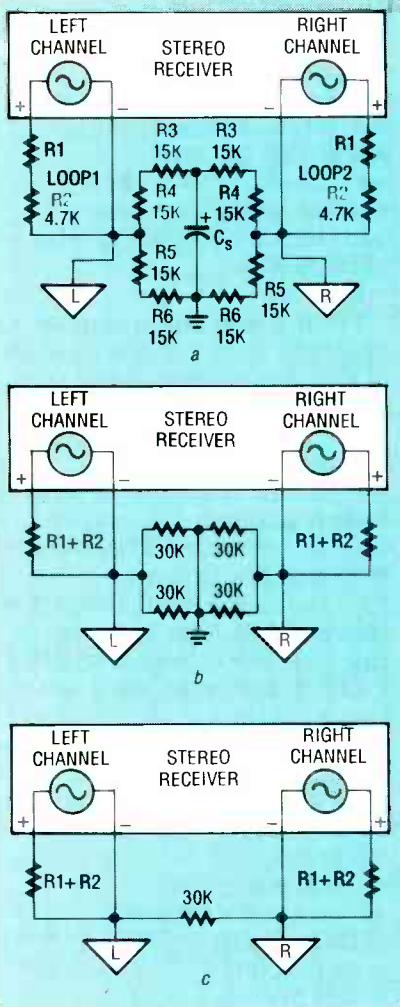 LEFT CHANNEL
STEREO RECEIVER
RIGHT CHANNEL
+
−
−
+
R1
LOOP1
R2
4.7K
R3
15K
R3
15K
R4
15K
R4
15K
+
CS
R5
15K
R5
15K
R6
15K
R6
15K
R1
LOOP2
R2
4.7K
L
R
a
LEFT CHANNEL
STEREO RECEIVER
RIGHT CHANNEL
+
−
−
+
R1+R2
30K
30K
30K
30K
R1+R2
L
R
b
LEFT CHANNEL
STEREO RECEIVER
RIGHT CHANNEL
+
−
−
+
R1+R2
30K
R1+R2
L
R
c